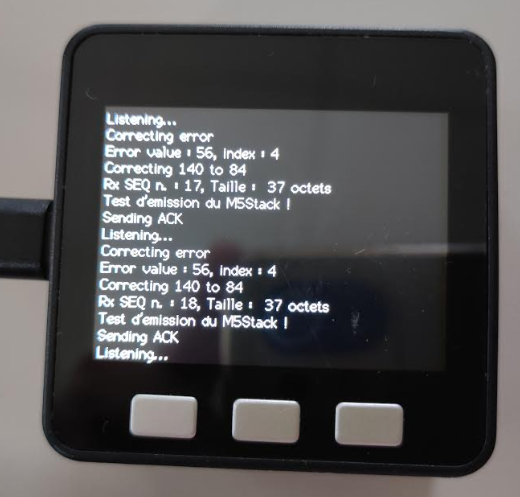 Listening...
Correcting error
Error value : 56, index : 4
Correcting 140 to 84
Rx SEQ n. : 17, Taille :  37 octets
Test d'emission du M5Stack !
Sending ACK
Listening...
Correcting error
Error value : 56, index : 4
Correcting 140 to 84
Rx SEQ n. : 18, Taille :  37 octets
Test d'emission du M5Stack !
Sending ACK
Listening...